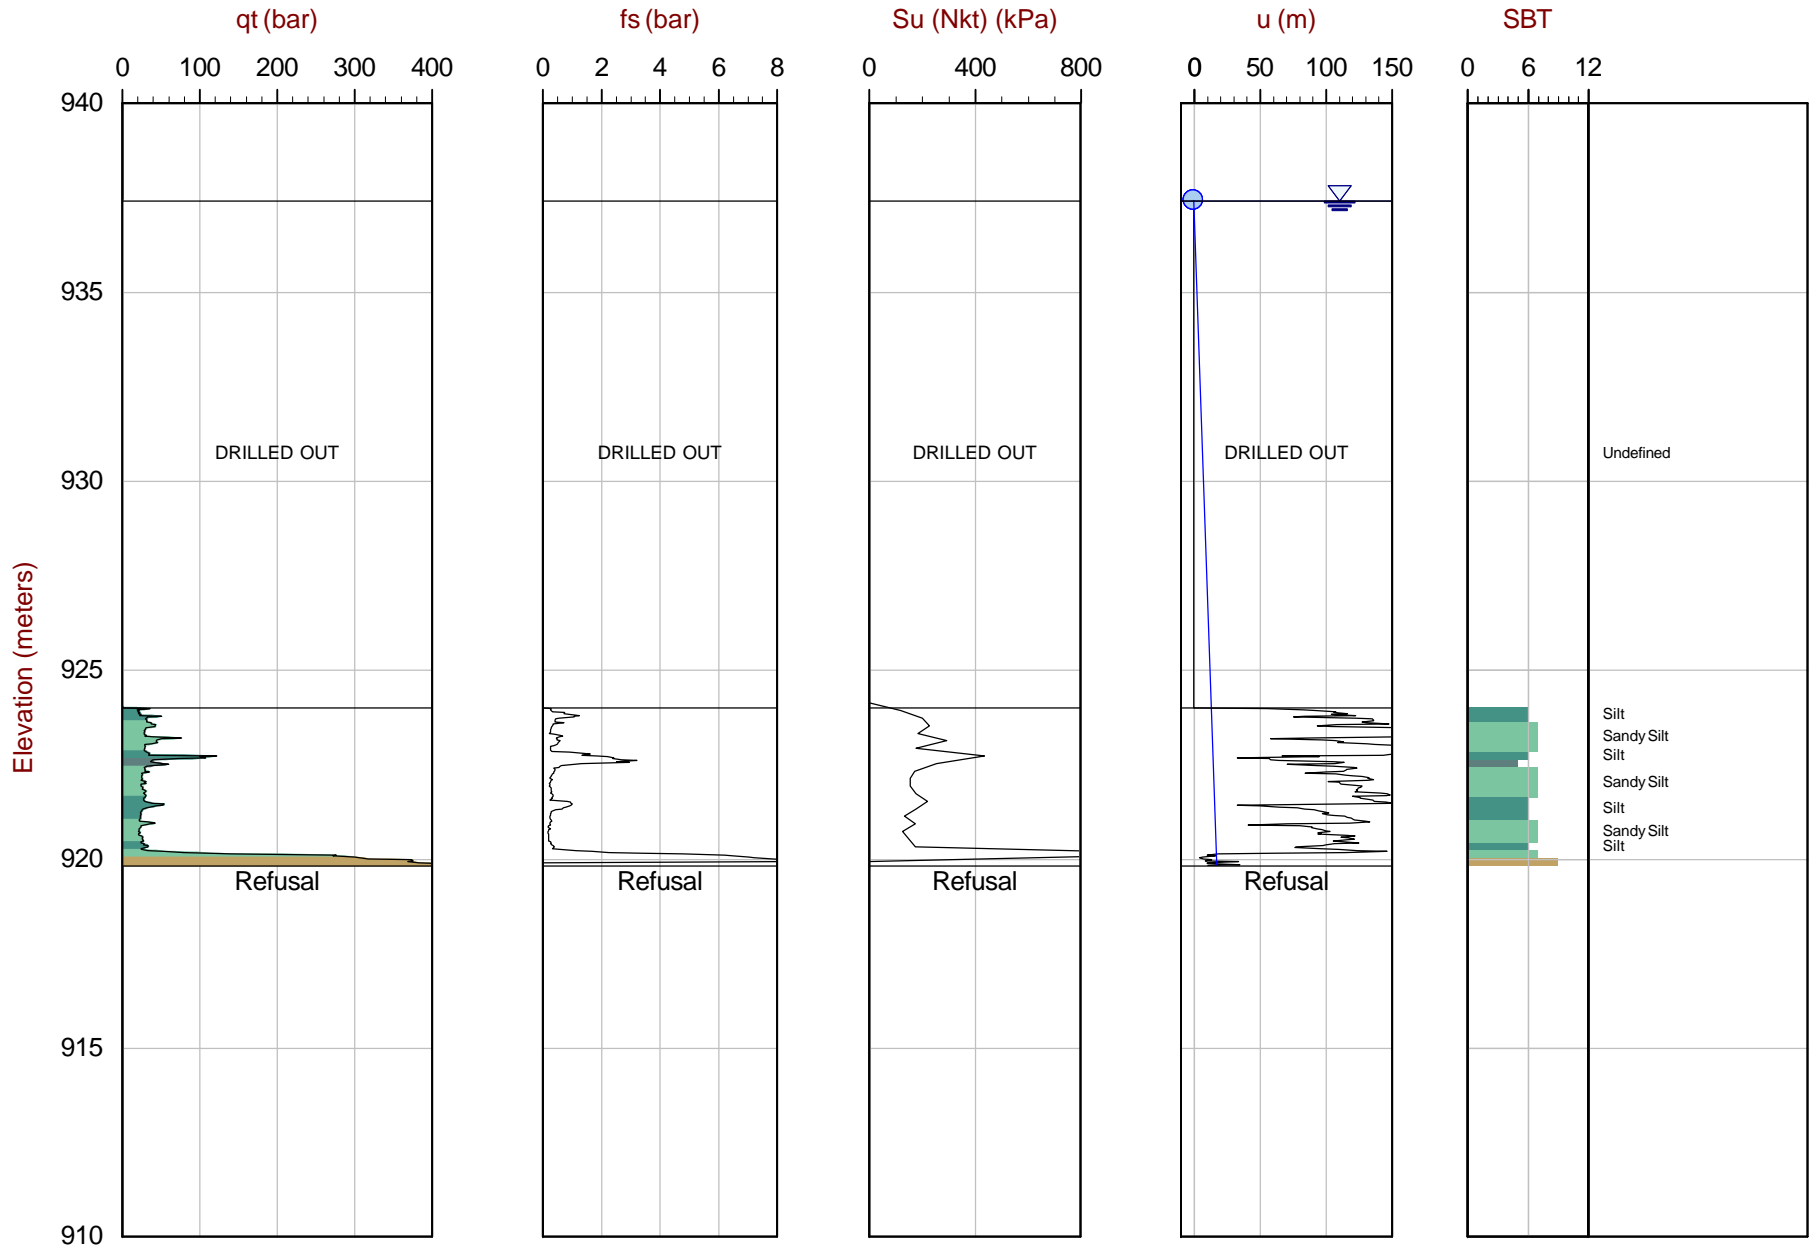 qt (bar) fs (bar) Su (Nkt) (kPa) u (m) SBT
0 100 200 300 400 0 2 4 6 8 0 400 800 0 50 100 150 0 6 12
940
935
DRILLED OUT DRILLED OUT DRILLED OUT DRILLED OUT Undefined
930
Elevation (meters)
925
Silt
Sandy Silt
Silt
Sandy Silt
Silt
Sandy Silt
Silt
920
Refusal Refusal Refusal Refusal
915
910